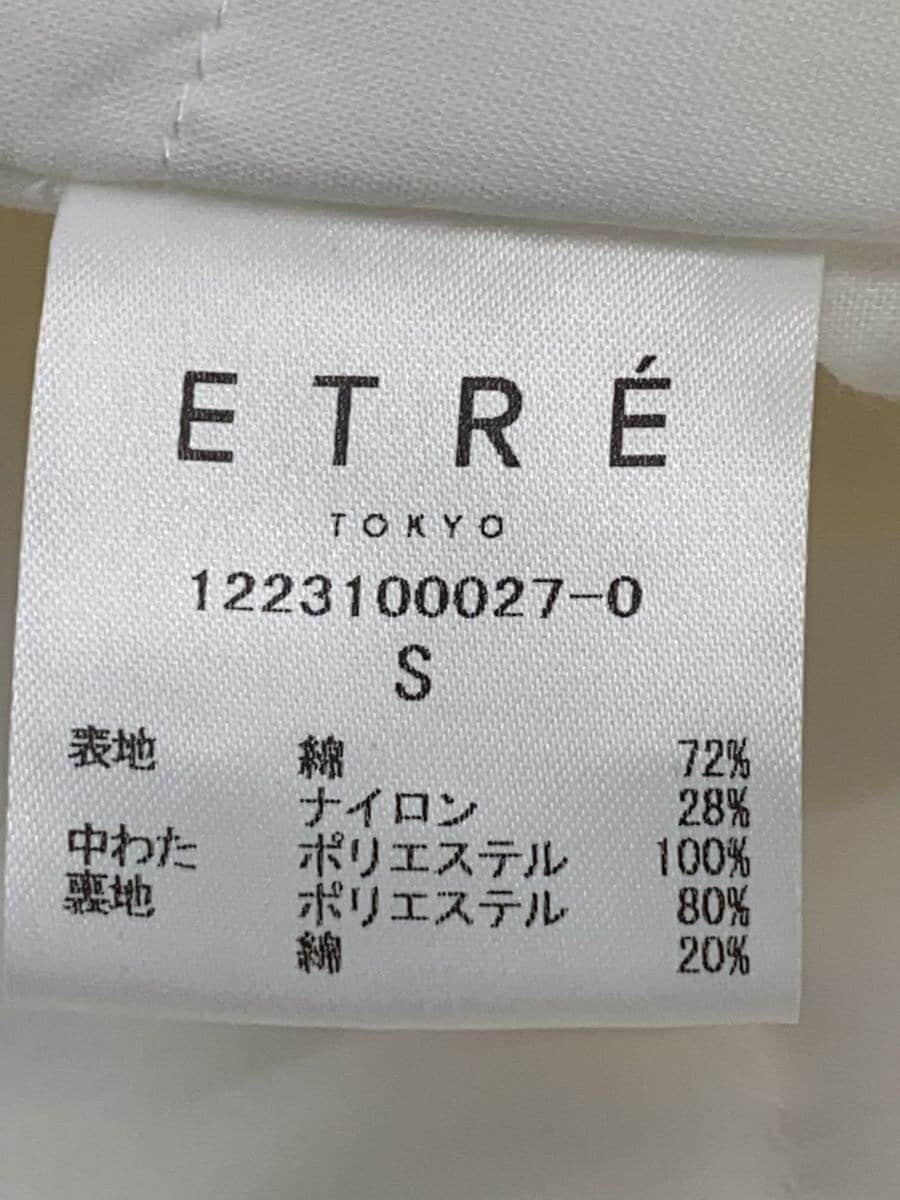 ETRÉ
TOKYO
1223100027-0
S
表地 綿 72%
ナイロン 28%
中わた ポリエステル 100%
裏地 ポリエステル 80%
綿 20%